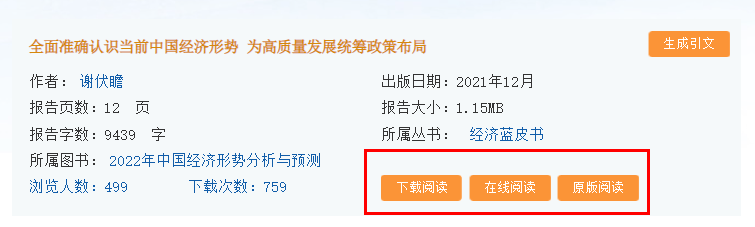 全面准确认识当前中国经济形势 为高质量发展统筹政策布局
生成引文
作者： 谢伏瞻
出版日期：2021年12月
报告页数：12 页
报告大小：1.15MB
报告字数：9439 字
所属丛书： 经济蓝皮书
所属图书： 2022年中国经济形势分析与预测
浏览人数：499 下载次数：759
下载阅读 在线阅读 原版阅读